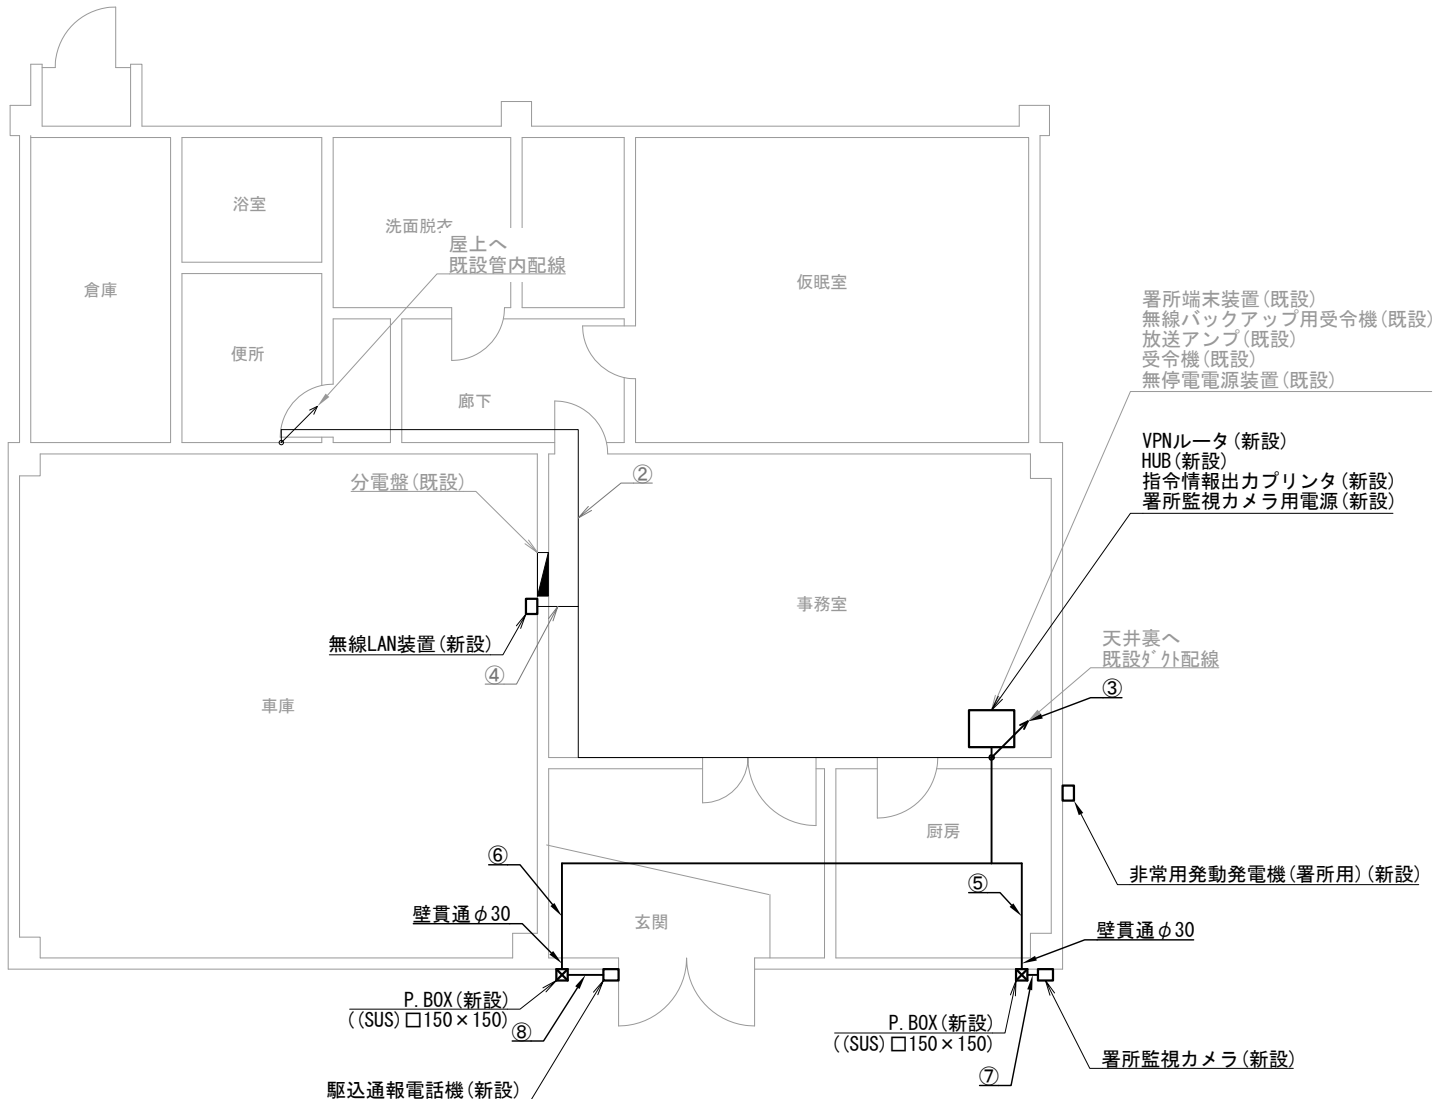 浴室
洗面脱衣
屋上へ
既設管内配線
倉庫
仮眠室
便所
廊下
署所端末装置(既設)
無線バックアップ用受令機(既設)
放送アンプ(既設)
受令機(既設)
無停電電源装置(既設)
VPNルータ(新設)
HUB(新設)
指令情報出力プリンタ(新設)
署所監視カメラ用電源(新設)
②
分電盤(既設)
事務室
無線LAN装置(新設)
④
天井裏へ
既設ダクト配線
③
車庫
厨房
⑥
⑤
非常用発動発電機(署所用)(新設)
壁貫通φ30
玄関
壁貫通φ30
P.BOX(新設)
((SUS)□150×150)
⑧
P.BOX(新設)
((SUS)□150×150)
⑦
署所監視カメラ(新設)
駆込通報電話機(新設)